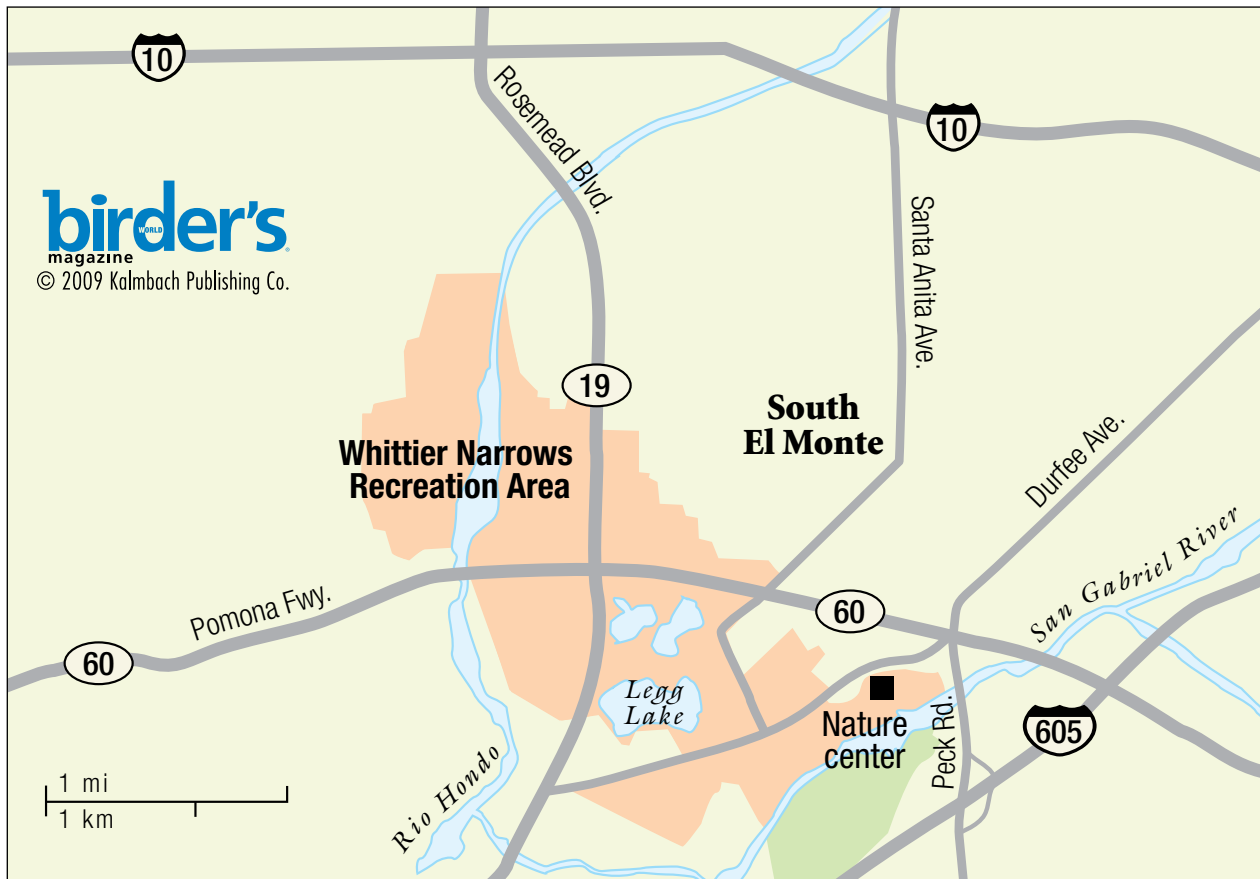 10
Rosemead Blvd.
10
birder's
WORLD
magazine
© 2009 Kalmbach Publishing Co.
Santa Anita Ave.
19
South
El Monte
Whittier Narrows
Recreation Area
Durfee Ave.
San Gabriel River
Pomona Fwy.
60
60
Legg
Lake
Nature
center
Peck Rd.
605
Rio Hondo
1 mi
1 km